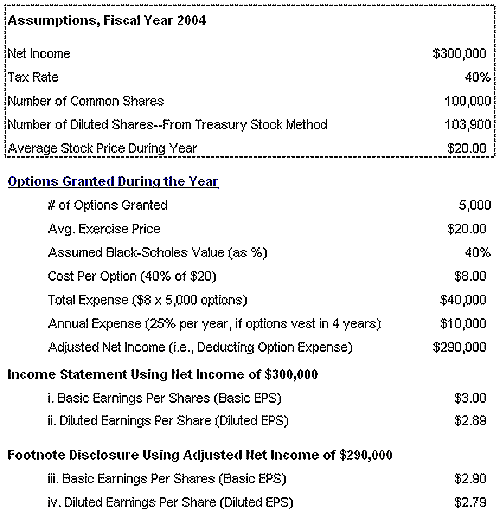 Assumptions, Fiscal Year 2004
Net Income $300,000
Tax Rate 40%
Number of Common Shares 100,000
Number of Diluted Shares--From Treasury Stock Method 103,900
Average Stock Price During Year $20.00
Options Granted During the Year
# of Options Granted 5,000
Avg. Exercise Price $20.00
Assumed Black-Scholes Value (as %) 40%
Cost Per Option (40% of $20) $8.00
Total Expense ($8 x 5,000 options) $40,000
Annual Expense (25% per year, if options vest in 4 years) $10,000
Adjusted Net Income (i.e., Deducting Option Expense) $290,000
Income Statement Using Net Income of $300,000
i. Basic Earnings Per Shares (Basic EPS) $3.00
ii. Diluted Earnings Per Share (Diluted EPS) $2.89
Footnote Disclosure Using Adjusted Net Income of $290,000
iii. Basic Earnings Per Shares (Basic EPS) $2.90
iv. Diluted Earnings Per Share (Diluted EPS) $2.79